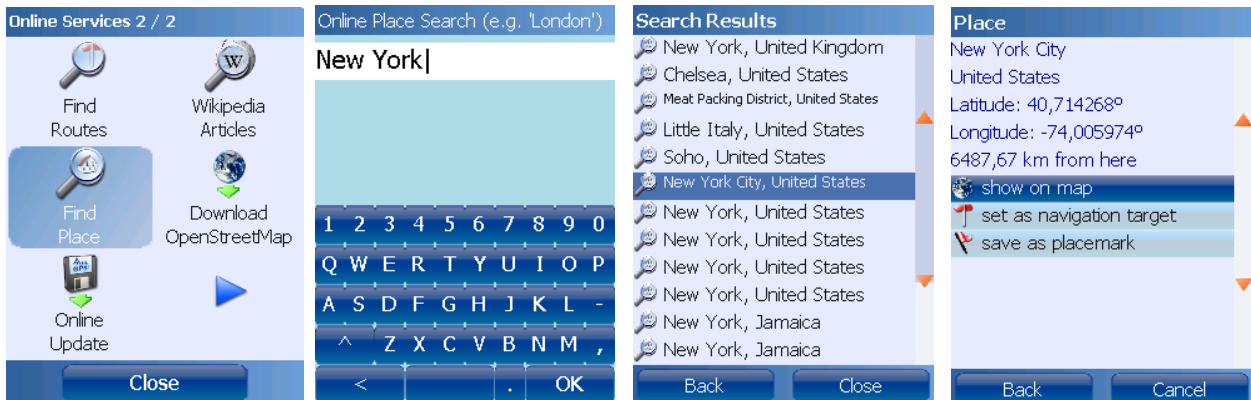 Online Services 2 / 2
Find
Routes
Wikipedia
Articles
Find
Place
Download
OpenStreetMap
Online
Update
Close
Online Place Search (e.g. 'London')
New York
1 2 3 4 5 6 7 8 9 0
Q W E R T Y U I O P
A S D F G H J K L -
^ Z X C V B N M ,
< . OK
Search Results
New York, United Kingdom
Chelsea, United States
Meat Packing District, United States
Little Italy, United States
Soho, United States
New York City, United States
New York, United States
New York, United States
New York, United States
New York, United States
New York, Jamaica
New York, Jamaica
Back Close
Place
New York City
United States
Latitude: 40,714268º
Longitude: -74,005974º
6487,67 km from here
show on map
set as navigation target
save as placemark
Back Cancel